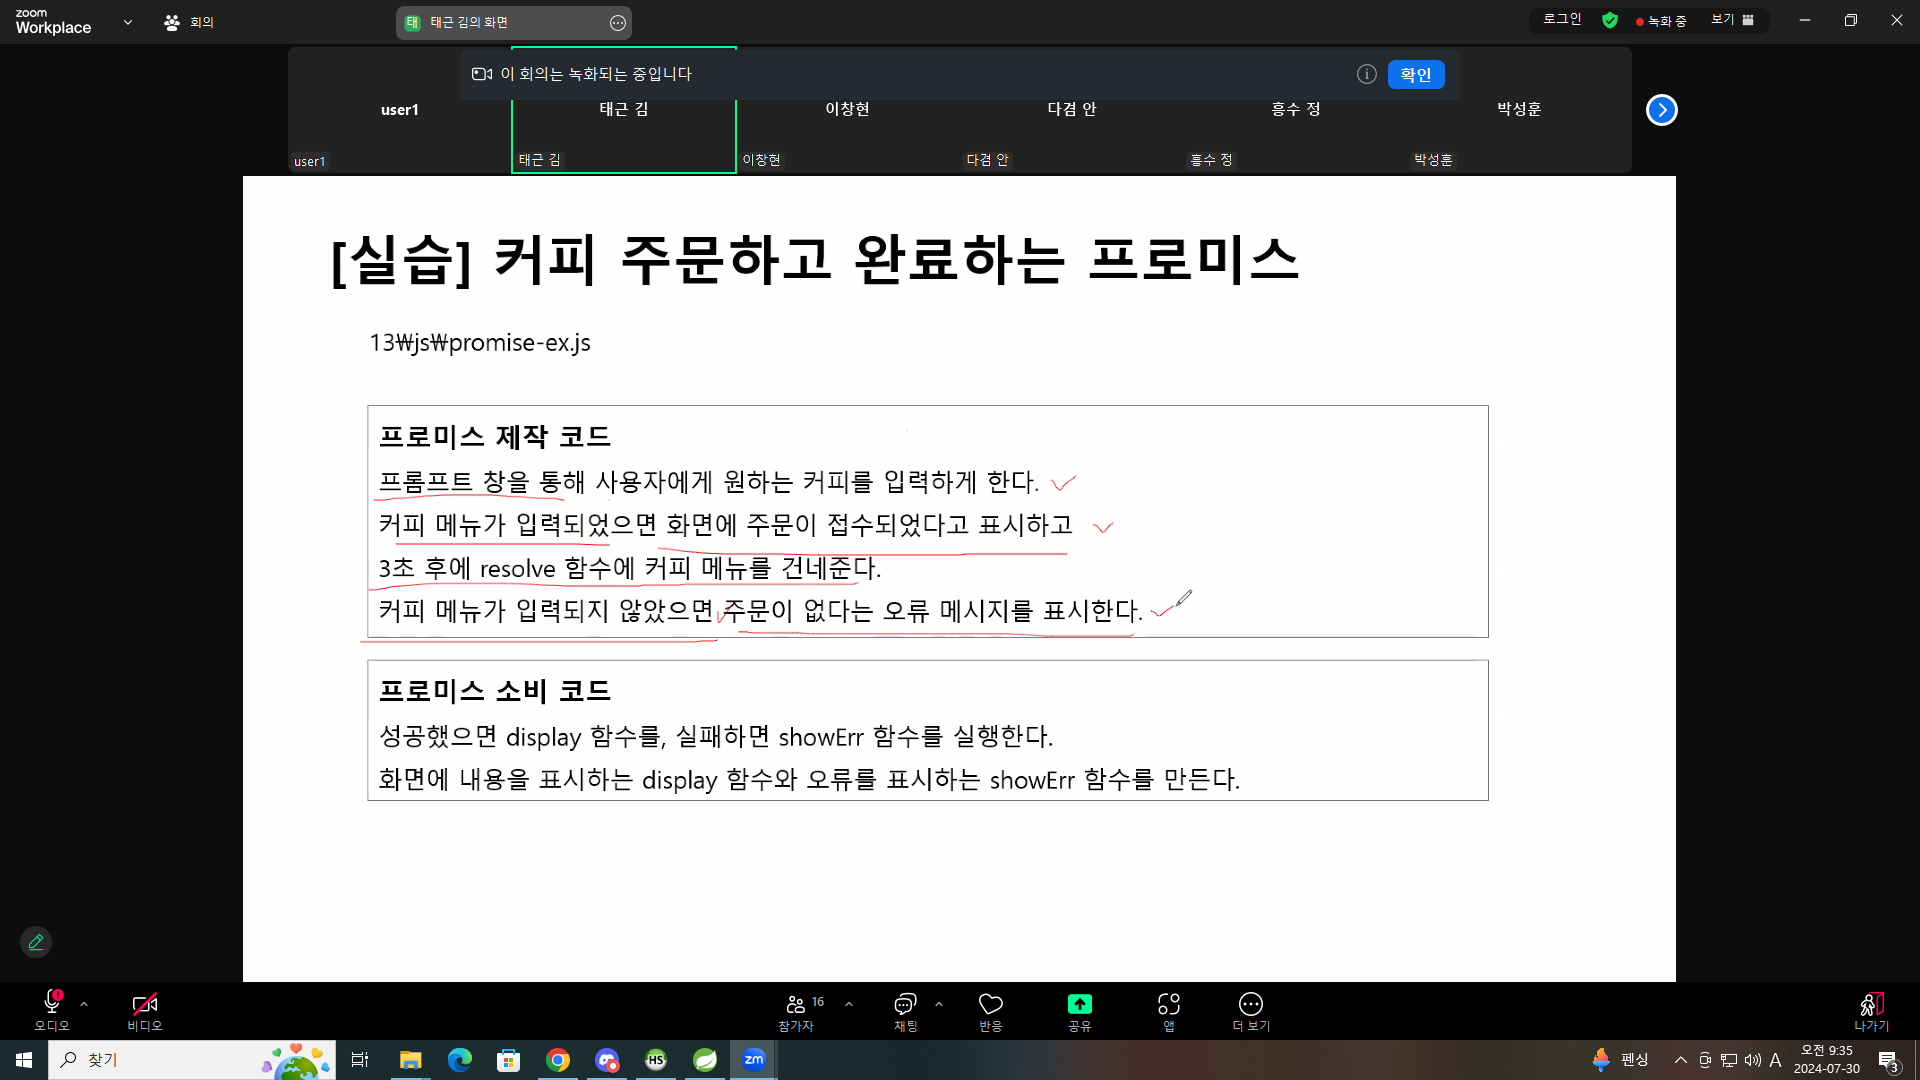 zoom
Workplace
회의
태
태근 김의 화면
로그인
녹화 중
보기
이 회의는 녹화되는 중입니다
확인
user1
태근 김
이창현
다겸 안
흥수 정
박성훈
user1
태근 김
이창현
다겸 안
흥수 정
박성훈
[실습] 커피 주문하고 완료하는 프로미스
13₩js₩promise-ex.js
프로미스 제작 코드
프롬프트 창을 통해 사용자에게 원하는 커피를 입력하게 한다.
커피 메뉴가 입력되었으면 화면에 주문이 접수되었다고 표시하고
3초 후에 resolve 함수에 커피 메뉴를 건네준다.
커피 메뉴가 입력되지 않았으면 주문이 없다는 오류 메시지를 표시한다.
프로미스 소비 코드
성공했으면 display 함수를, 실패하면 showErr 함수를 실행한다.
화면에 내용을 표시하는 display 함수와 오류를 표시하는 showErr 함수를 만든다.
오디오
비디오
16
참가자
채팅
반응
공유
앱
더 보기
나가기
찾기
HS
zm
펜싱
A
오전 9:35
2024-07-30
3